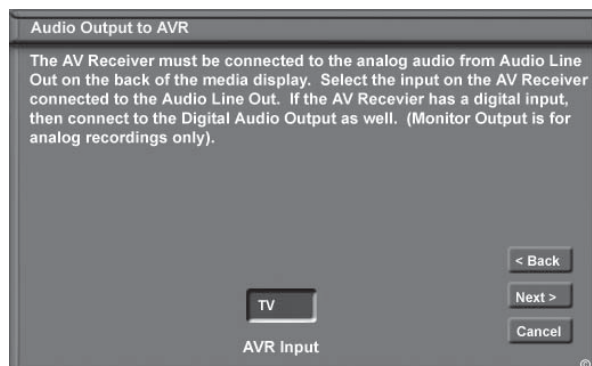 Audio Output to AVR
The AV Receiver must be connected to the analog audio from Audio Line
Out on the back of the media display. Select the input on the AV Receiver
connected to the Audio Line Out. If the AV Recevier has a digital input,
then connect to the Digital Audio Output as well. (Monitor Output is for
analog recordings only).
< Back
TV
Next >
Cancel
AVR Input
©